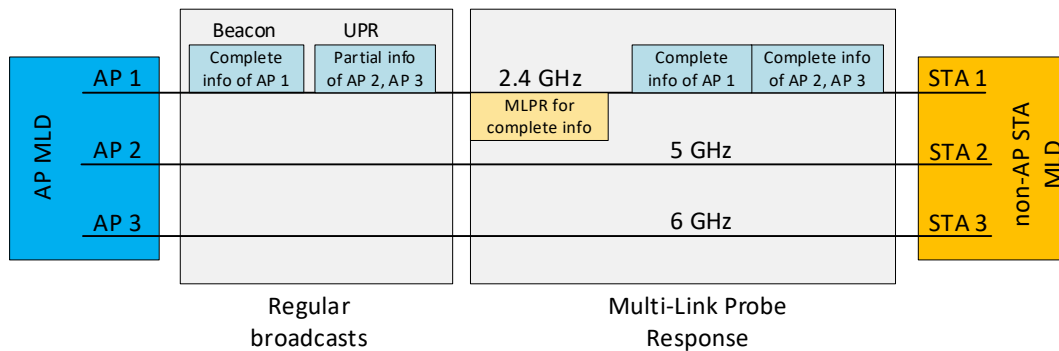 Beacon
UPR
AP MLD
AP 1
Complete
info of AP 1
Partial info
of AP 2, AP 3
2.4 GHz
Complete
info of AP 1
Complete info
of AP 2, AP 3
STA 1
MLPR for
complete info
AP 2
5 GHz
STA 2
AP 3
6 GHz
STA 3
non-AP STA
MLD
Regular
broadcasts
Multi-Link Probe
Response